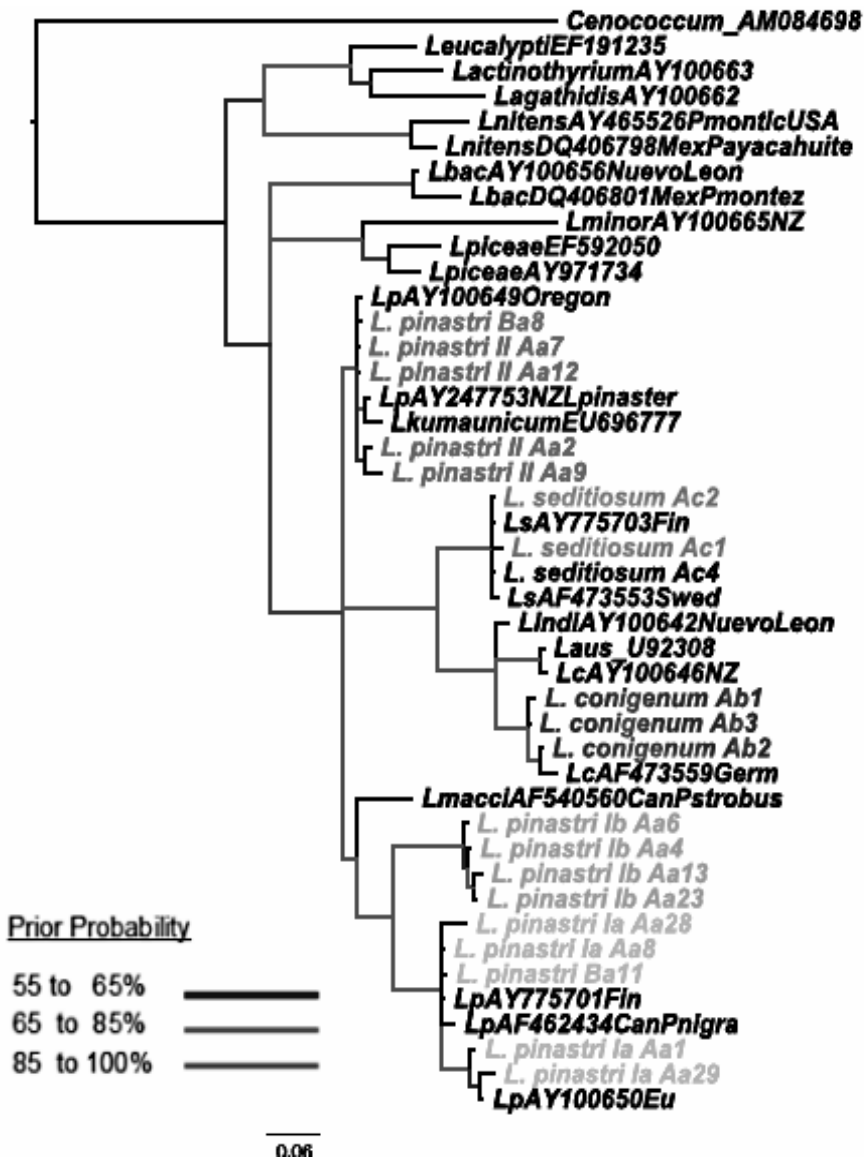 Cenococcum_AM084698
LeucalyptiEF191235
LactinothyriumAY100663
LagathidisAY100662
LnitensAY465526PmontIcUSA
LnitensDQ406798MexPayacahuite
LbacAY100656NuevoLeon
LbacDQ406801MexPmontez
LminorAY100665NZ
LpiceaeEF592050
LpiceaeAY971734
LpAY100649Oregon
L. pinastri Ba8
L. pinastri II Aa7
L. pinastri II Aa12
LpAY247753NZLpinaster
LkumaunicumEU696777
L. pinastri II Aa2
L. pinastri II Aa9
L. seditiosum Ac2
LsAY775703Fin
L. seditiosum Ac1
L. seditiosum Ac4
LsAF473553Swed
LindiAY100642NuevoLeon
Laus_U92308
LcAY100646NZ
L. conigenum Ab1
L. conigenum Ab3
L. conigenum Ab2
LcAF473559Germ
LmacciAF540560CanPstrobus
L. pinastri Ib Aa6
L. pinastri Ib Aa4
L. pinastri Ib Aa13
L. pinastri Ib Aa23
L. pinastri Ia Aa28
L. pinastri Ia Aa8
L. pinastri Ba11
LpAY775701Fin
LpAF462434CanPnigra
L. pinastri Ia Aa1
L. pinastri Ia Aa29
LpAY100650Eu
Prior Probability
55 to 65%
65 to 85%
85 to 100%
0.06